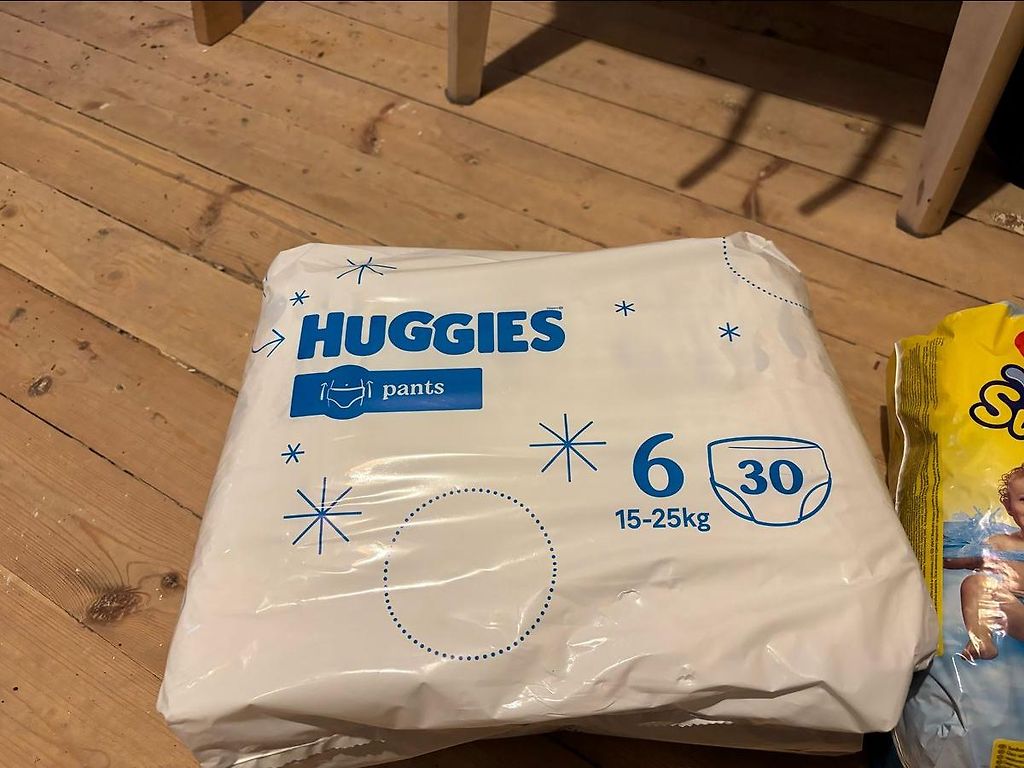 HUGGIES
pants
6
30
15-25kg